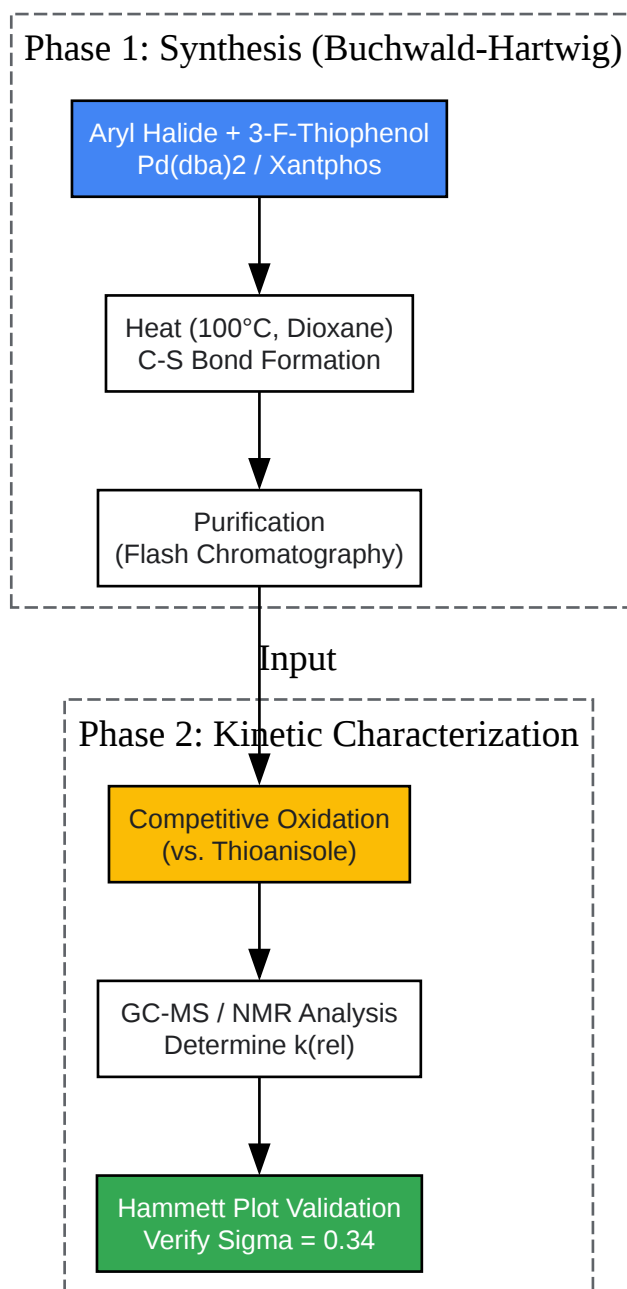 Phase 1: Synthesis (Buchwald-Hartwig)
Aryl Halide + 3-F-Thiophenol
Pd(dba)2 / Xantphos
Heat (100°C, Dioxane)
C-S Bond Formation
Purification
(Flash Chromatography)
Input
Phase 2: Kinetic Characterization
Competitive Oxidation
(vs. Thioanisole)
GC-MS / NMR Analysis
Determine k(rel)
Hammett Plot Validation
Verify Sigma = 0.34